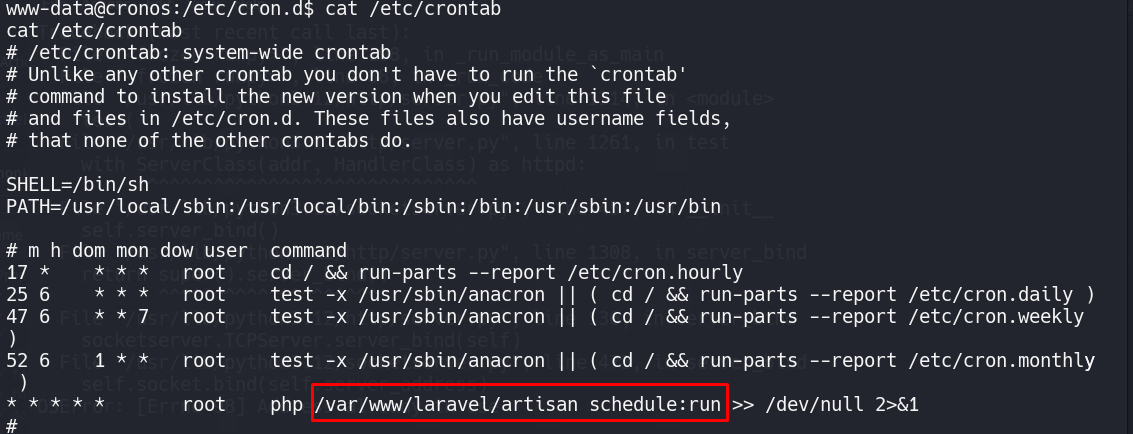 www-data@cronos:/etc/cron.d$ cat /etc/crontab
cat /etc/crontab
# /etc/crontab: system-wide crontab
# Unlike any other crontab you don't have to run the `crontab'
# command to install the new version when you edit this file
# and files in /etc/cron.d. These files also have username fields,
# that none of the other crontabs do.

SHELL=/bin/sh
PATH=/usr/local/sbin:/usr/local/bin:/sbin:/bin:/usr/sbin:/usr/bin

# m h dom mon dow user  command
17 *    * * *   root    cd / && run-parts --report /etc/cron.hourly
25 6    * * *   root    test -x /usr/sbin/anacron || ( cd / && run-parts --report /etc/cron.daily )
47 6    * * 7   root    test -x /usr/sbin/anacron || ( cd / && run-parts --report /etc/cron.weekly
)
52 6    1 * *   root    test -x /usr/sbin/anacron || ( cd / && run-parts --report /etc/cron.monthly
 )
* * * * *       root    php /var/www/laravel/artisan schedule:run >> /dev/null 2>&1
#